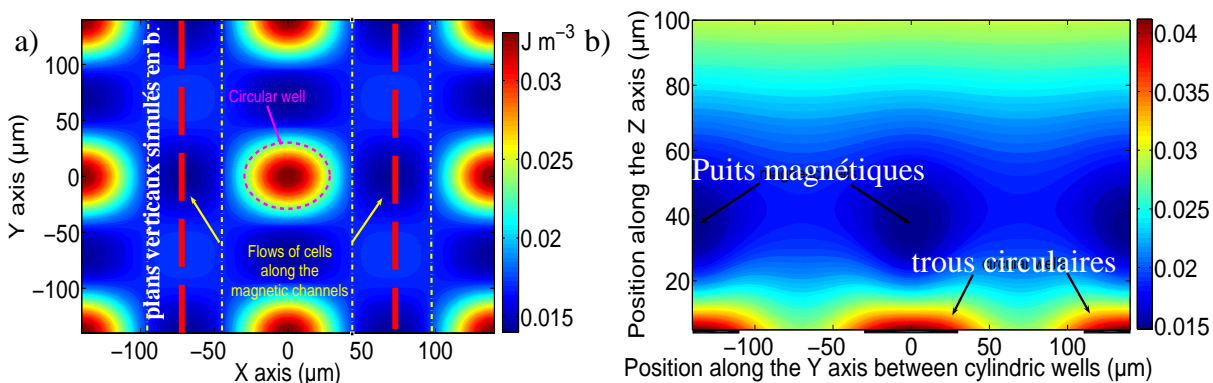 a)
Y axis (µm)
100
50
0
−50
−100
plans verticaux simulés en b.
Circular well
Flows of cells
along the
magnetic channels
−100
−50
0
50
100
X axis (µm)
J m⁻³
0.03
0.025
0.02
0.015
b)
Position along the Z axis (µm)
100
80
60
40
20
Puits magnétiques
trous circulaires
−100
−50
0
50
100
Position along the Y axis between cylindric wells (µm)
0.04
0.035
0.03
0.025
0.02
0.015